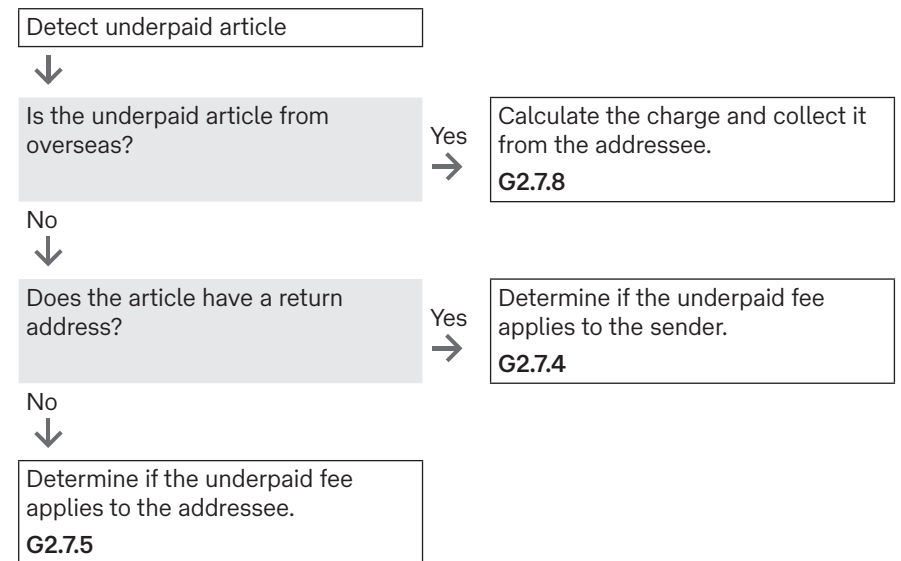 Detect underpaid article
Is the underpaid article from
overseas?
Yes
Calculate the charge and collect it
from the addressee.
G2.7.8
No
Does the article have a return
address?
Yes
Determine if the underpaid fee
applies to the sender.
G2.7.4
No
Determine if the underpaid fee
applies to the addressee.
G2.7.5